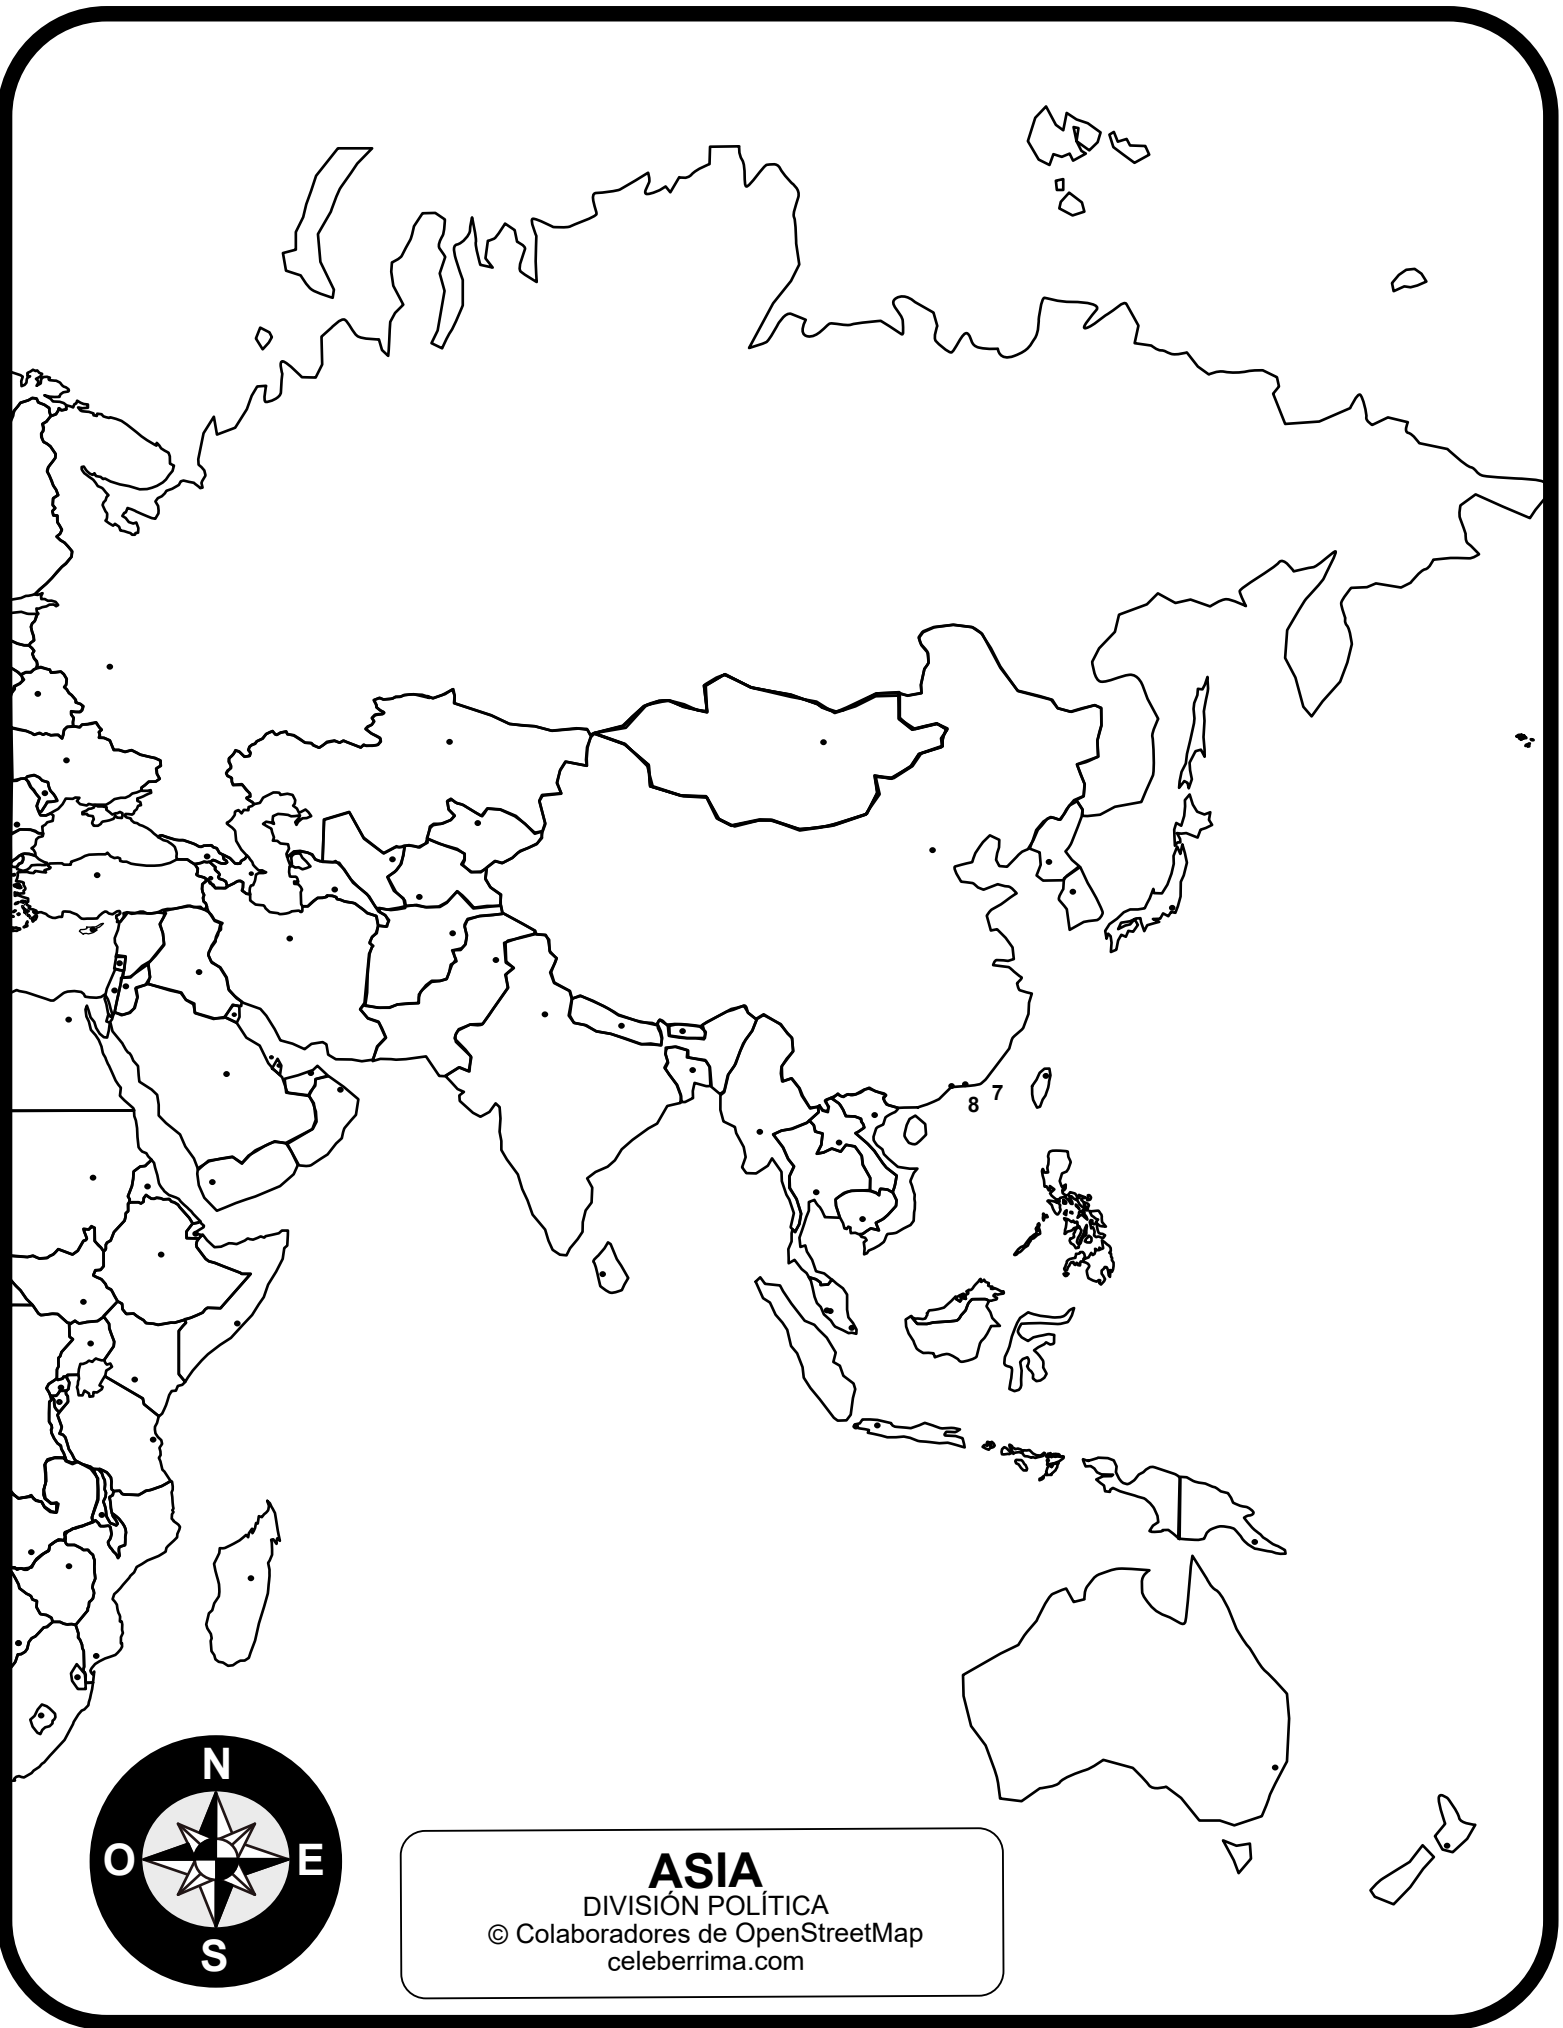 7
8
N
O
E
S
ASIA
DIVISIÓN POLÍTICA
© Colaboradores de OpenStreetMap
celeberrima.com